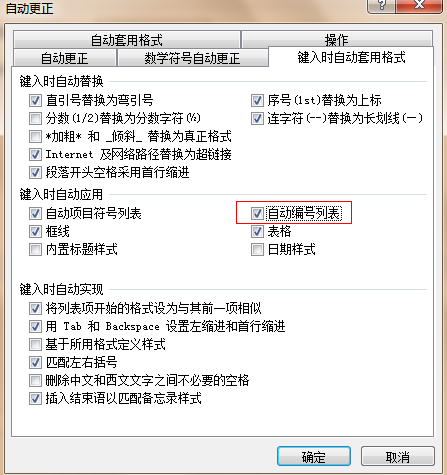 自动更正
自动套用格式 操作
自动更正 数学符号自动更正 键入时自动套用格式
键入时自动替换
直引号替换为弯引号 序号(1st)替换为上标
分数(1/2)替换为分数字符(½) 连字符(--)替换为长划线(—)
*加粗* 和 _倾斜_ 替换为真正格式
Internet 及网络路径替换为超链接
段落开头空格采用首行缩进
键入时自动应用
自动项目符号列表 自动编号列表
框线 表格
内置标题样式 日期样式
键入时自动实现
将列表项开始的格式设为与其前一项相似
用 Tab 和 Backspace 设置左缩进和首行缩进
基于所用格式定义样式
匹配左右括号
删除中文和西文文字之间不必要的空格
插入结束语以匹配备忘录样式
确定 取消